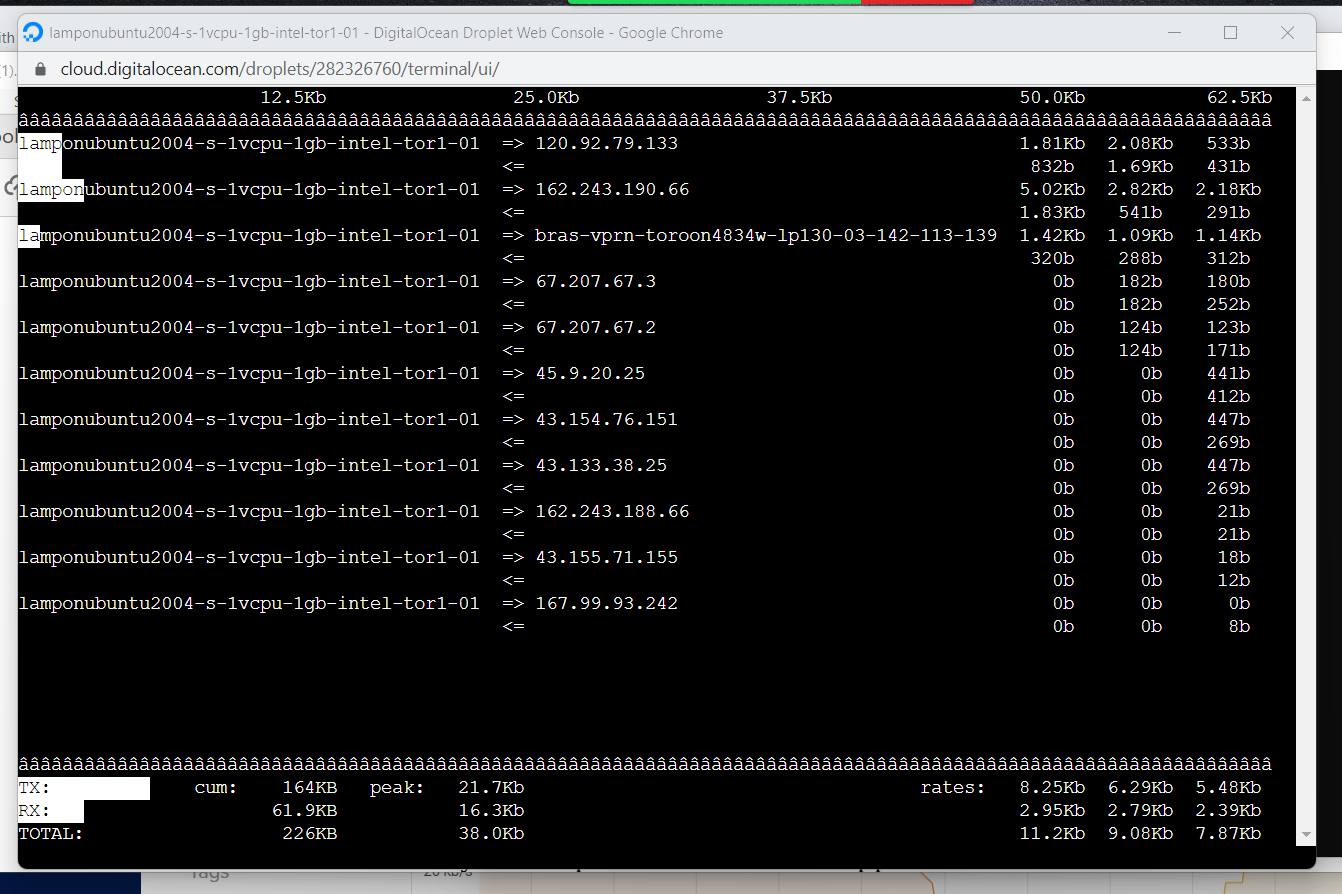 lamponubuntu2004-s-1vcpu-1gb-intel-tor1-01 - DigitalOcean Droplet Web Console - Google Chrome
ith
(1).
cloud.digitalocean.com/droplets/282326760/terminal/ui/
12.5Kb 25.0Kb 37.5Kb 50.0Kb 62.5Kb
lamponubuntu2004-s-1vcpu-1gb-intel-tor1-01 => 120.92.79.133 1.81Kb 2.08Kb 533b
<= 832b 1.69Kb 431b
lamponubuntu2004-s-1vcpu-1gb-intel-tor1-01 => 162.243.190.66 5.02Kb 2.82Kb 2.18Kb
<= 1.83Kb 541b 291b
lamponubuntu2004-s-1vcpu-1gb-intel-tor1-01 => bras-vprn-toroon4834w-lp130-03-142-113-139 1.42Kb 1.09Kb 1.14Kb
<= 320b 288b 312b
lamponubuntu2004-s-1vcpu-1gb-intel-tor1-01 => 67.207.67.3 0b 182b 180b
<= 0b 182b 252b
lamponubuntu2004-s-1vcpu-1gb-intel-tor1-01 => 67.207.67.2 0b 124b 123b
<= 0b 124b 171b
lamponubuntu2004-s-1vcpu-1gb-intel-tor1-01 => 45.9.20.25 0b 0b 441b
<= 0b 0b 412b
lamponubuntu2004-s-1vcpu-1gb-intel-tor1-01 => 43.154.76.151 0b 0b 447b
<= 0b 0b 269b
lamponubuntu2004-s-1vcpu-1gb-intel-tor1-01 => 43.133.38.25 0b 0b 447b
<= 0b 0b 269b
lamponubuntu2004-s-1vcpu-1gb-intel-tor1-01 => 162.243.188.66 0b 0b 21b
<= 0b 0b 21b
lamponubuntu2004-s-1vcpu-1gb-intel-tor1-01 => 43.155.71.155 0b 0b 18b
<= 0b 0b 12b
lamponubuntu2004-s-1vcpu-1gb-intel-tor1-01 => 167.99.93.242 0b 0b 0b
<= 0b 0b 8b
TX: cum: 164KB peak: 21.7Kb rates: 8.25Kb 6.29Kb 5.48Kb
RX: 61.9KB 16.3Kb 2.95Kb 2.79Kb 2.39Kb
TOTAL: 226KB 38.0Kb 11.2Kb 9.08Kb 7.87Kb
Tags